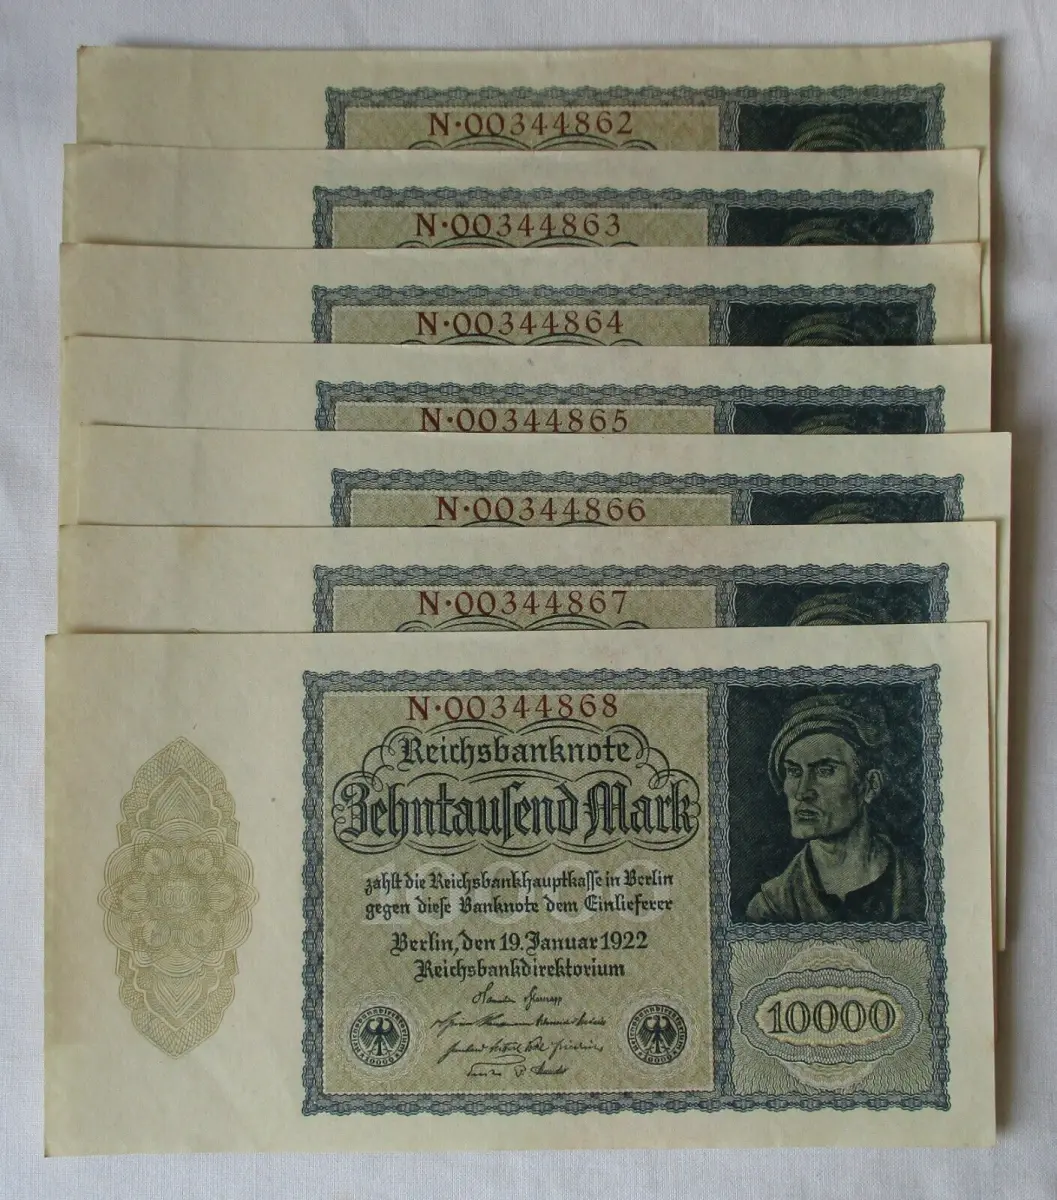 N·00344862
N·00344863
N·00344864
N·00344865
N·00344866
N·00344867
N·00344868
Reichsbanknote
Zehntausend Mark
zahlt die Reichsbankhauptkasse in Berlin
gegen diese Banknote dem Einlieferer
Berlin, den 19. Januar 1922
Reichsbankdirektorium
10000